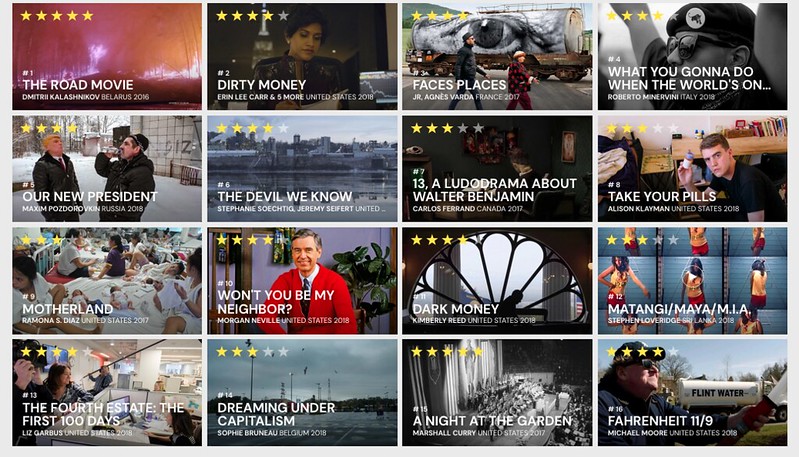 # 1
THE ROAD MOVIE
DMITRII KALASHNIKOV BELARUS 2016
# 2
DIRTY MONEY
ERIN LEE CARR & 5 MORE UNITED STATES 2018
# 3
FACES PLACES
JR, AGNÈS VARDA FRANCE 2017
# 4
WHAT YOU GONNA DO
WHEN THE WORLD'S ON...
ROBERTO MINERVINI ITALY 2018
# 5
OUR NEW PRESIDENT
MAXIM POZDOROVKIN RUSSIA 2018
# 6
THE DEVIL WE KNOW
STEPHANIE SOECHTIG, JEREMY SEIFERT UNITED ...
# 7
13, A LUDODRAMA ABOUT
WALTER BENJAMIN
CARLOS FERRAND CANADA 2017
# 8
TAKE YOUR PILLS
ALISON KLAYMAN UNITED STATES 2018
# 9
MOTHERLAND
RAMONA S. DIAZ UNITED STATES 2017
# 10
WON'T YOU BE MY
NEIGHBOR?
MORGAN NEVILLE UNITED STATES 2018
# 11
DARK MONEY
KIMBERLY REED UNITED STATES 2018
# 12
MATANGI/MAYA/M.I.A.
STEPHEN LOVERIDGE SRI LANKA 2018
# 13
THE FOURTH ESTATE: THE
FIRST 100 DAYS
LIZ GARBUS UNITED STATES 2018
# 14
DREAMING UNDER
CAPITALISM
SOPHIE BRUNEAU BELGIUM 2018
# 15
A NIGHT AT THE GARDEN
MARSHALL CURRY UNITED STATES 2017
FLINT WATER
# 16
FAHRENHEIT 11/9
MICHAEL MOORE UNITED STATES 2018